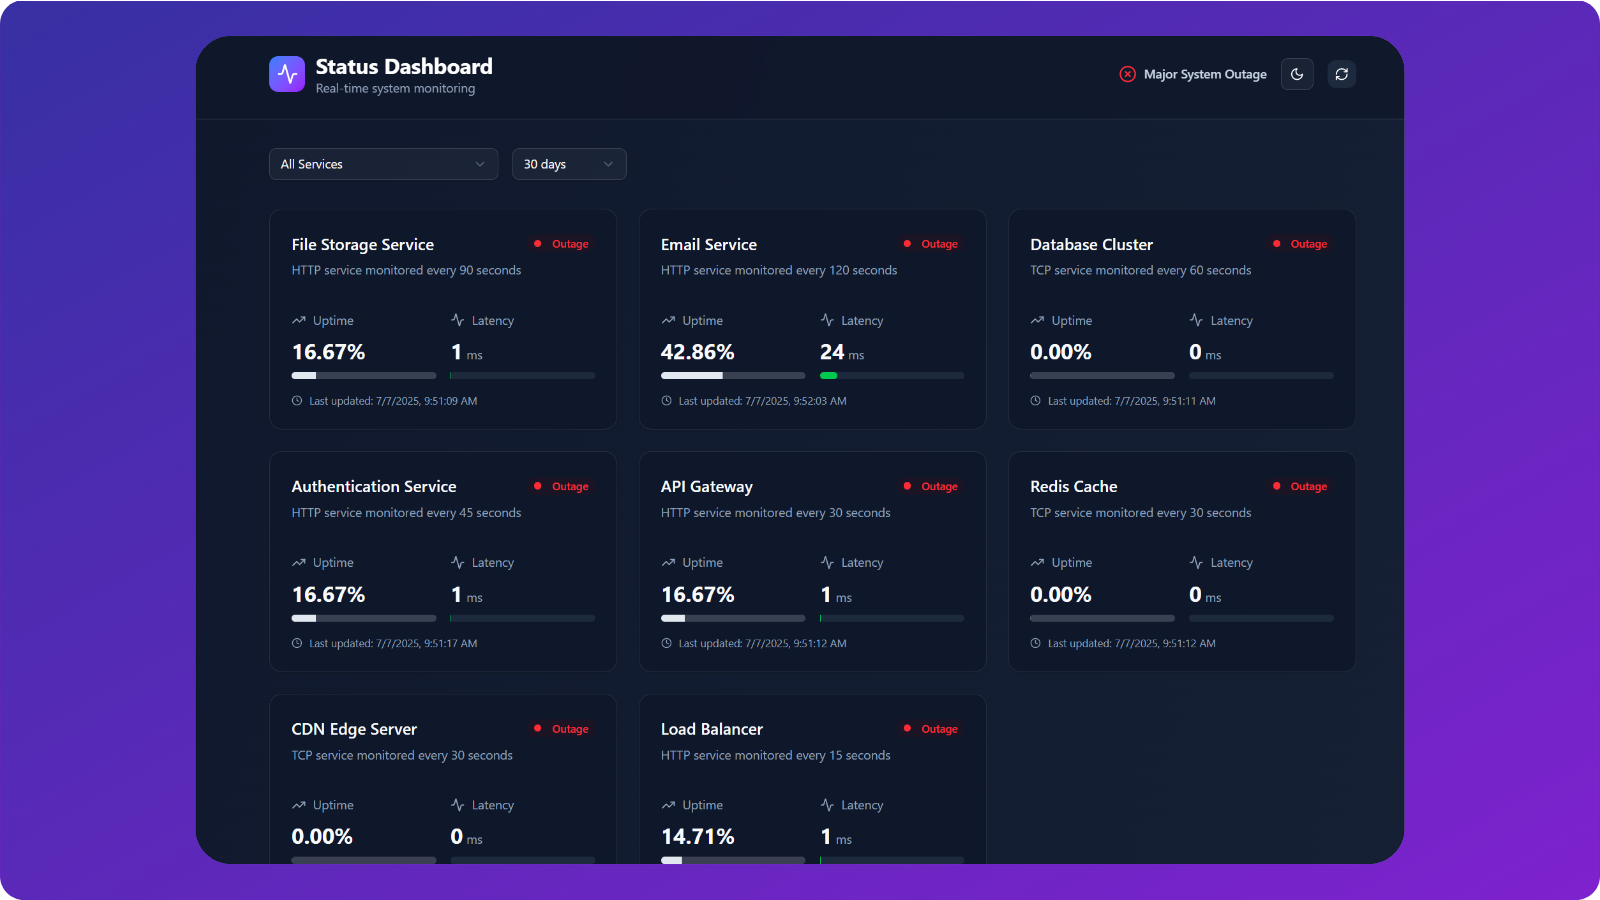 Status Dashboard
Real-time system monitoring
Major System Outage
All Services
30 days
File Storage Service
Outage
HTTP service monitored every 90 seconds
Uptime
Latency
16.67%
1 ms
Last updated: 7/7/2025, 9:51:09 AM
Email Service
Outage
HTTP service monitored every 120 seconds
Uptime
Latency
42.86%
24 ms
Last updated: 7/7/2025, 9:52:03 AM
Database Cluster
Outage
TCP service monitored every 60 seconds
Uptime
Latency
0.00%
0 ms
Last updated: 7/7/2025, 9:51:11 AM
Authentication Service
Outage
HTTP service monitored every 45 seconds
Uptime
Latency
16.67%
1 ms
Last updated: 7/7/2025, 9:51:17 AM
API Gateway
Outage
HTTP service monitored every 30 seconds
Uptime
Latency
16.67%
1 ms
Last updated: 7/7/2025, 9:51:12 AM
Redis Cache
Outage
TCP service monitored every 30 seconds
Uptime
Latency
0.00%
0 ms
Last updated: 7/7/2025, 9:51:12 AM
CDN Edge Server
Outage
TCP service monitored every 30 seconds
Uptime
Latency
0.00%
0 ms
Load Balancer
Outage
HTTP service monitored every 15 seconds
Uptime
Latency
14.71%
1 ms